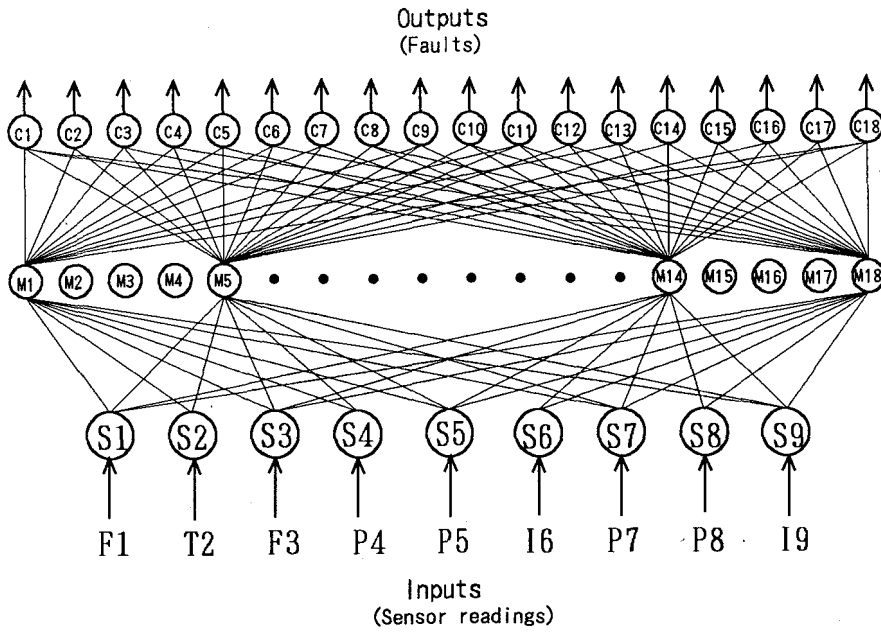 Outputs
(Faults)
C1 C2 C3 C4 C5 C6 C7 C8 C9 C10 C11 C12 C13 C14 C15 C16 C17 C18
M1 M2 M3 M4 M5 M14 M15 M16 M17 M18
S1 S2 S3 S4 S5 S6 S7 S8 S9
F1 T2 F3 P4 P5 I6 P7 P8 I9
Inputs
(Sensor readings)